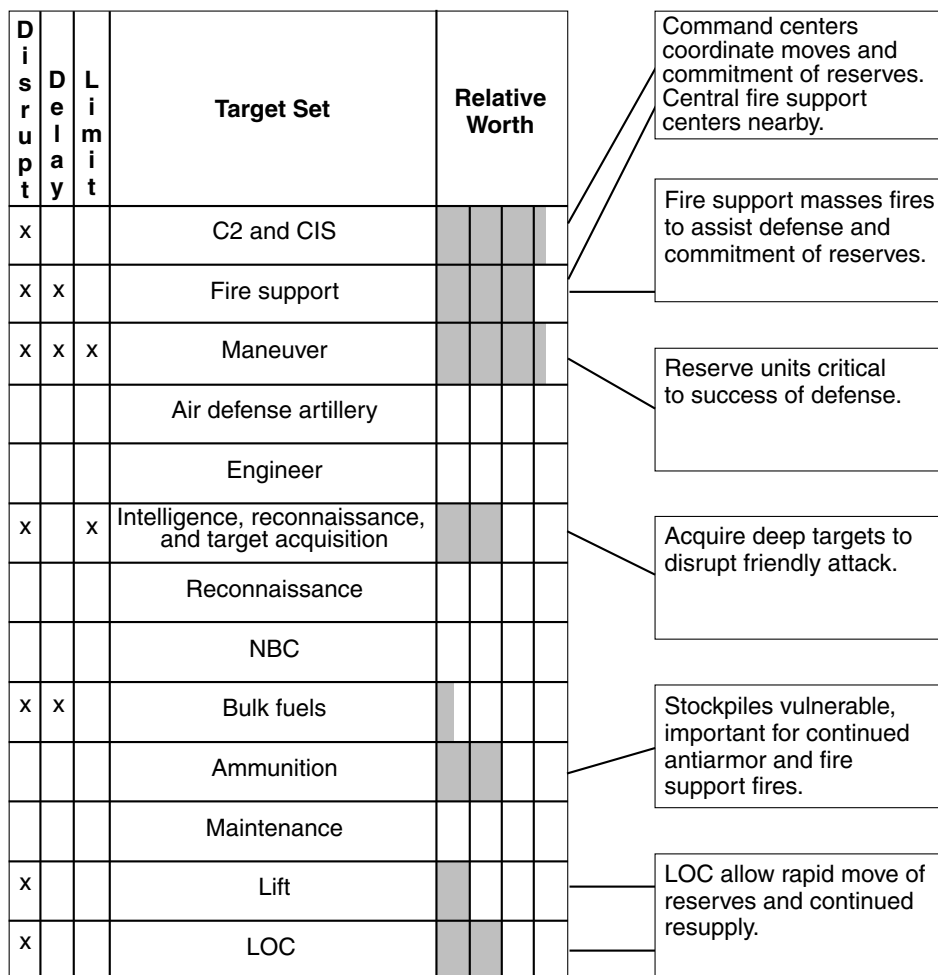 Disrupt
Delay
Limit
Target Set
Relative
Worth
x
C2 and CIS
x x
Fire support
x x x
Maneuver
Air defense artillery
Engineer
x x
Intelligence, reconnaissance,
and target acquisition
Reconnaissance
NBC
x x
Bulk fuels
Ammunition
Maintenance
x
Lift
x
LOC
Command centers
coordinate moves and
commitment of reserves.
Central fire support
centers nearby.
Fire support masses fires
to assist defense and
commitment of reserves.
Reserve units critical
to success of defense.
Acquire deep targets to
disrupt friendly attack.
Stockpiles vulnerable,
important for continued
antiarmor and fire
support fires.
LOC allow rapid move of
reserves and continued
resupply.